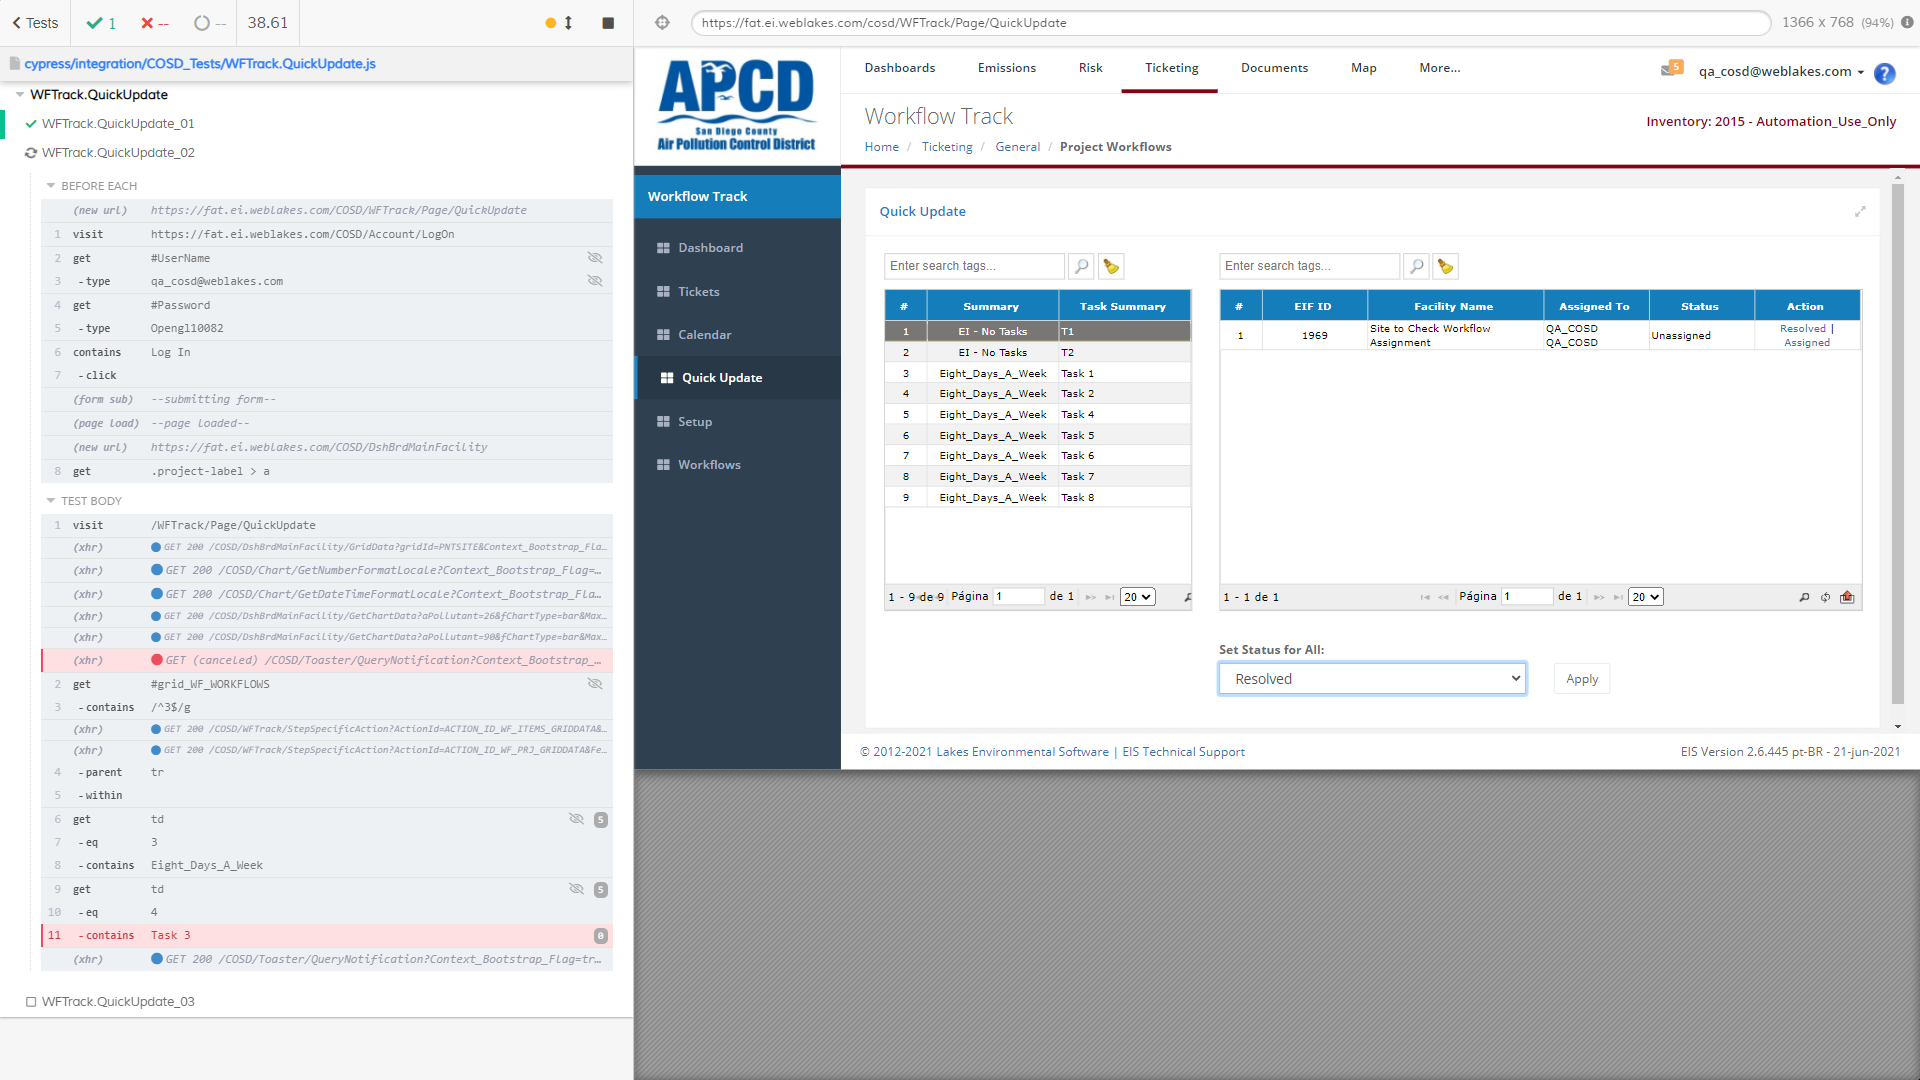 Tests
1
--
--
38.61
cypress/integration/COSD_Tests/WFTrack.QuickUpdate.js
WFTrack.QuickUpdate
WFTrack.QuickUpdate_01
WFTrack.QuickUpdate_02
BEFORE EACH
(new url) https://fat.ei.weblakes.com/COSD/WFTrack/Page/QuickUpdate
1 visit https://fat.ei.weblakes.com/COSD/Account/LogOn
2 get #UserName
3 -type qa_cosd@weblakes.com
4 get #Password
5 -type Opengl10082
6 contains Log In
7 -click
(form sub) --submitting form--
(page load) --page loaded--
(new url) https://fat.ei.weblakes.com/COSD/DshBrdMainFacility
8 get .project-label > a
TEST BODY
1 visit /WFTrack/Page/QuickUpdate
(xhr) GET 200 /COSD/DshBrdMainFacility/GridData?gridId=PNTSITE&Context_Bootstrap_Fla...
(xhr) GET 200 /COSD/Chart/GetNumberFormatLocale?Context_Bootstrap_Flag=...
(xhr) GET 200 /COSD/Chart/GetDateTimeFormatLocale?Context_Bootstrap_Fla...
(xhr) GET 200 /COSD/DshBrdMainFacility/GetChartData?aPollutant=26&fChartType=bar&Max...
(xhr) GET 200 /COSD/DshBrdMainFacility/GetChartData?aPollutant=90&fChartType=bar&Max...
(xhr) GET (canceled) /COSD/Toaster/QueryNotification?Context_Bootstrap_...
2 get #grid_WF_WORKFLOWS
3 -contains /^3$/g
(xhr) GET 200 /COSD/WFTrack/StepSpecificAction?ActionId=ACTION_ID_WF_ITEMS_GRIDDATA&...
(xhr) GET 200 /COSD/WFTrack/StepSpecificAction?ActionId=ACTION_ID_WF_PRJ_GRIDDATA&Fe...
4 -parent tr
5 -within
6 get td 5
7 -eq 3
8 -contains Eight_Days_A_Week
9 get td 5
10 -eq 4
11 -contains Task 3 0
(xhr) GET 200 /COSD/Toaster/QueryNotification?Context_Bootstrap_Flag=tr...
WFTrack.QuickUpdate_03
https://fat.ei.weblakes.com/cosd/WFTrack/Page/QuickUpdate
1366 x 768 (94%)
APCD
San Diego County
Air Pollution Control District
Dashboards Emissions Risk Ticketing Documents Map More...
5 qa_cosd@weblakes.com ?
Workflow Track
Inventory: 2015 - Automation_Use_Only
Home / Ticketing / General / Project Workflows
Workflow Track
Dashboard
Tickets
Calendar
Quick Update
Setup
Workflows
Quick Update
Enter search tags...
# Summary Task Summary
1 EI - No Tasks T1
2 EI - No Tasks T2
3 Eight_Days_A_Week Task 1
4 Eight_Days_A_Week Task 2
5 Eight_Days_A_Week Task 4
6 Eight_Days_A_Week Task 5
7 Eight_Days_A_Week Task 6
8 Eight_Days_A_Week Task 7
9 Eight_Days_A_Week Task 8
1 - 9 de 9 Página 1 de 1 20
Enter search tags...
# EIF ID Facility Name Assigned To Status Action
1 1969 Site to Check Workflow Assignment QA_COSD QA_COSD Unassigned Resolved | Assigned
1 - 1 de 1 Página 1 de 1 20
Set Status for All:
Resolved
Apply
© 2012-2021 Lakes Environmental Software | EIS Technical Support
EIS Version 2.6.445 pt-BR - 21-jun-2021